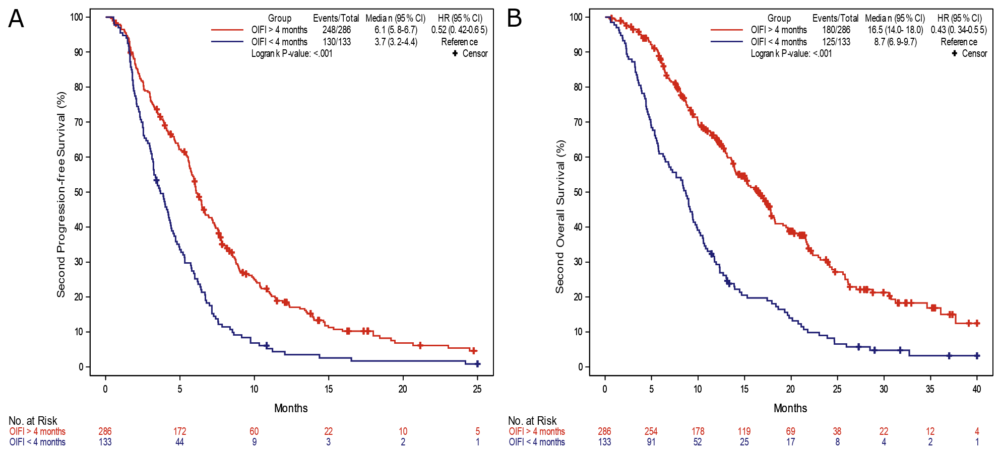 A
Group Events/Total Median (95% CI) HR (95% CI)
OIFI > 4 months 248/286 6.1 (5.8-6.7) 0.52 (0.42-0.65)
OIFI < 4 months 130/133 3.7 (3.2-4.4) Reference
Logrank P-value: <.001 + Censor
Second Progression-free Survival (%)
100
90
80
70
60
50
40
30
20
10
0
0 5 10 15 20 25
Months
No. at Risk
OIFI > 4 months 286 172 60 22 10 5
OIFI < 4 months 133 44 9 3 2 1
B
Group Events/Total Median (95% CI) HR (95% CI)
OIFI > 4 months 180/286 16.5 (14.0-18.0) 0.43 (0.34-0.55)
OIFI < 4 months 125/133 8.7 (6.9-9.7) Reference
Logrank P-value: <.001 + Censor
Second Overall Survival (%)
100
90
80
70
60
50
40
30
20
10
0
0 5 10 15 20 25 30 35 40
Months
No. at Risk
OIFI > 4 months 286 254 178 119 69 38 22 12 4
OIFI < 4 months 133 91 52 25 17 8 4 2 1